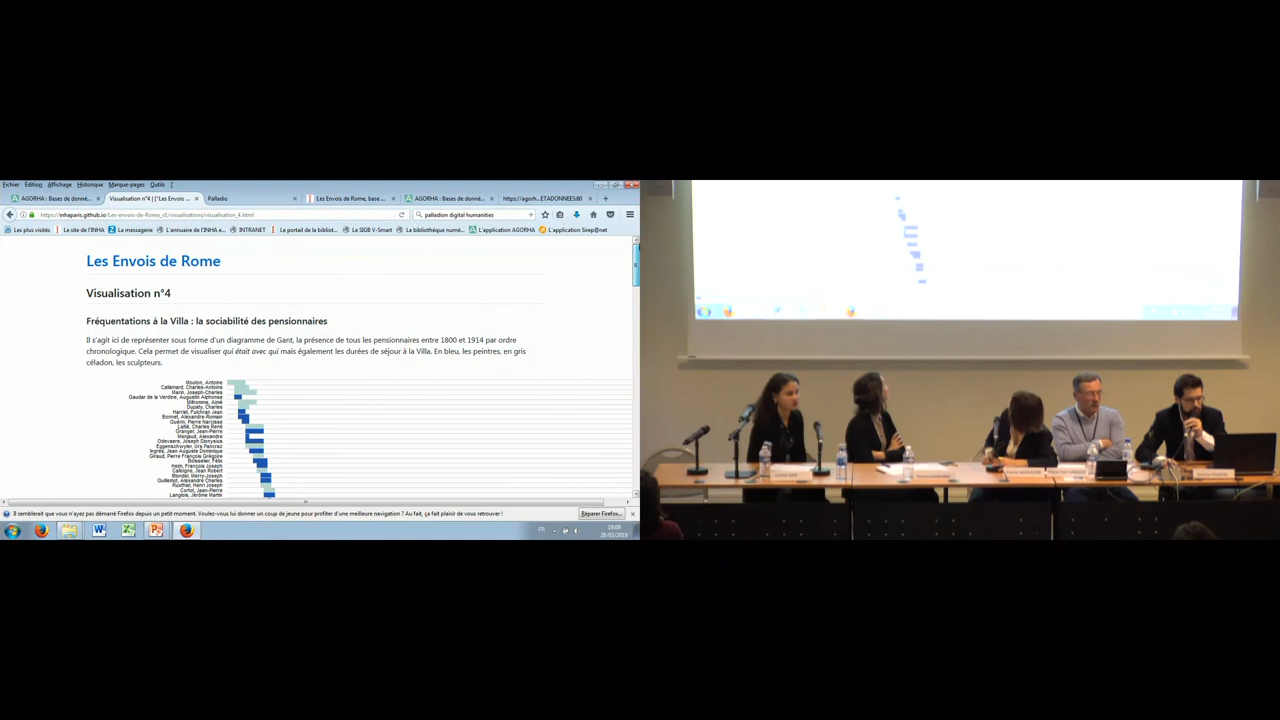 Fichier Édition Affichage Historique Marque-pages Outils ?
AGORHA : Bases de donné... Visualisation n°4 | "Les Envois ... Palladio Les Envois de Rome, base ... AGORHA : Bases de donné... https://agorh...ETADONNEES80
https://inhaparis.github.io/Les-envois-de-Rome_v1/visualisations/visualisation_4.html palladion digital humanities
Les plus visités Le site de l'INHA La messagerie L'annuaire de l'INHA e... INTRANET Le portail de la bibliot... Le SIGB V-Smart La bibliothèque numé... L'application AGORHA L'application Sirep@net
Les Envois de Rome
Visualisation n°4
Fréquentations à la Villa : la sociabilité des pensionnaires
Il s'agit ici de représenter sous forme d'un diagramme de Gant, la présence de tous les pensionnaires entre 1800 et 1914 par ordre
chronologique. Cela permet de visualiser qui était avec qui mais également les durées de séjour à la Villa. En bleu, les peintres, en gris
céladon, les sculpteurs.
Mouton, Antoine
Callamard, Charles-Antoine
Marin, Joseph-Charles
Gaudar de la Verdine, Augustin Alphonse
Milhomme, Aimé
Dupaty, Charles
Harriet, Fulchran Jean
Bonnet, Alexandre-Romain
Guérin, Pierre Narcisse
Laitié, Charles René
Granger, Jean-Pierre
Menjaud, Alexandre
Odevaere, Joseph Dionysius
Eggenschwyler, Urs Pancraz
Ingres, Jean Auguste Dominique
Giraud, Pierre François Grégoire
Boisselier, Félix
Heim, François Joseph
Caillouët, Jean Robert
Blondel, Merry-Joseph
Guillemot, Alexandre Charles
Ruxthiel, Henri Joseph
Cortot, Jean-Pierre
Langlois, Jérôme Martin
Il semblerait que vous n'ayez pas démarré Firefox depuis un petit moment. Voulez-vous lui donner un coup de jeune pour profiter d'une meilleure navigation ? Au fait, ça fait plaisir de vous retrouver ! Réparer Firefox...
FR 19:09
28/03/2019